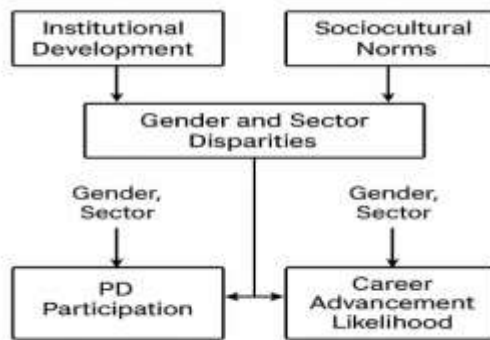 Institutional
Development
Sociocultural
Norms
Gender and Sector
Disparities
Gender,
Sector
Gender,
Sector
PD
Participation
Career
Advancement
Likelihood